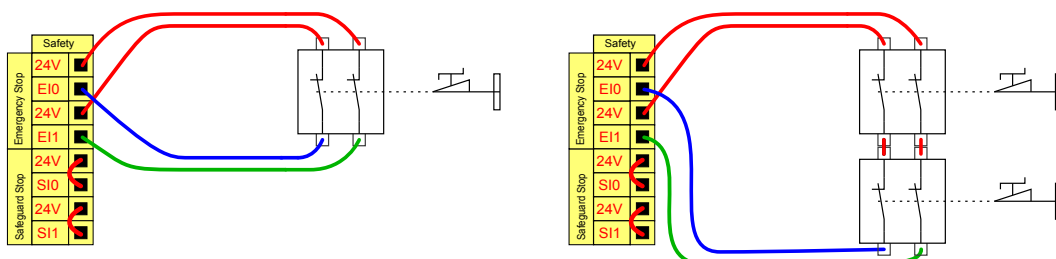 Safety
Emergency Stop
24V
EI0
24V
EI1
Safeguard Stop
24V
SI0
24V
SI1
Safety
Emergency Stop
24V
EI0
24V
EI1
Safeguard Stop
24V
SI0
24V
SI1